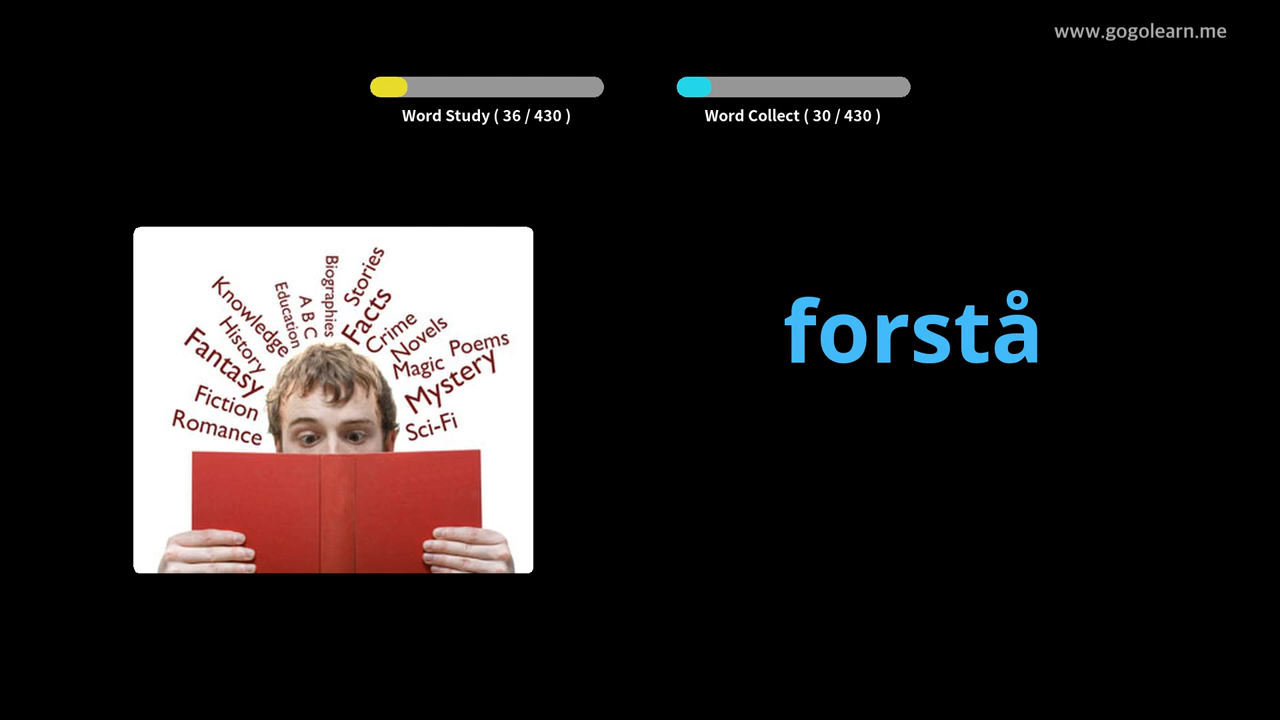 www.gogolearn.me
Word Study ( 36 / 430 )
Word Collect ( 30 / 430 )
Biographies
Stories
Education
A B C
Facts
Knowledge
Crime
History
Novels
Fantasy
Magic
Poems
Mystery
Fiction
Romance
Sci-Fi
forstå